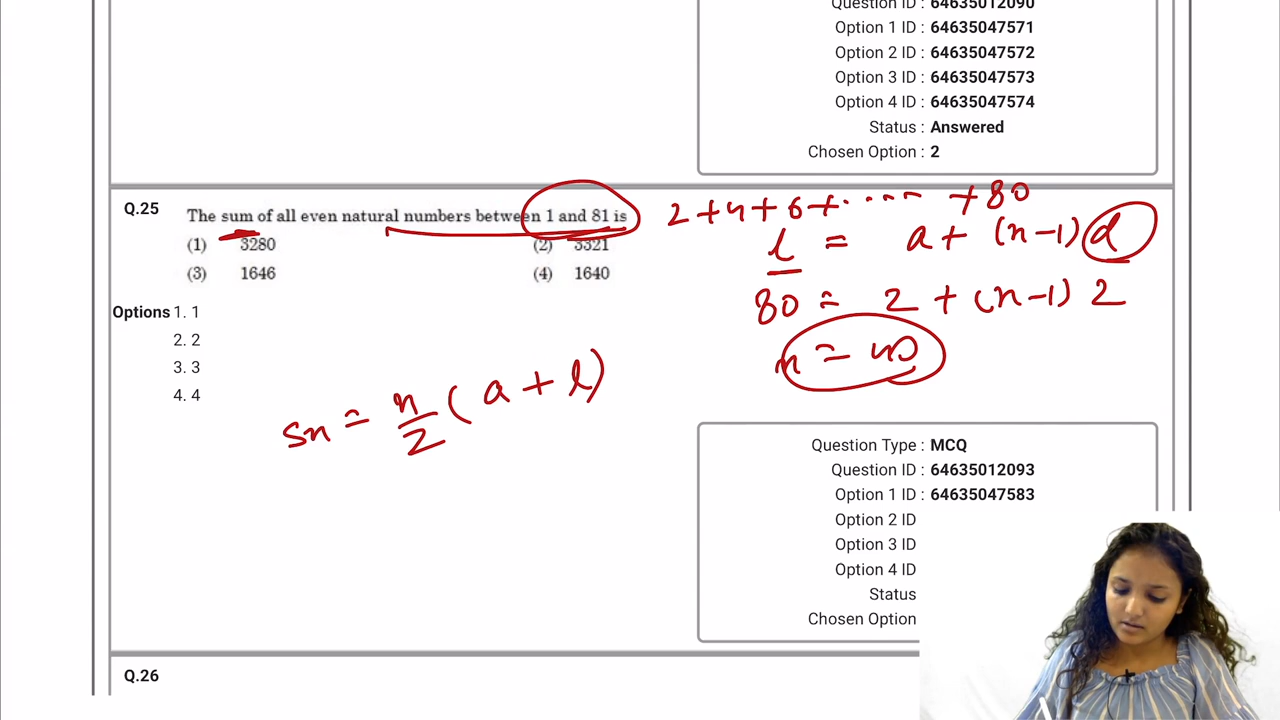 Question ID : 64635012090
Option 1 ID : 64635047571
Option 2 ID : 64635047572
Option 3 ID : 64635047573
Option 4 ID : 64635047574
Status : Answered
Chosen Option : 2
Q.25
The sum of all even natural numbers between 1 and 81 is
(1) 3280 (2) 3321
(3) 1646 (4) 1640
Options 1. 1
2. 2
3. 3
4. 4
2+4+6+..... +80
l = a + (n-1) d
80 = 2 + (n-1) 2
n = 40
Sn = n/2 (a + l)
Question Type : MCQ
Question ID : 64635012093
Option 1 ID : 64635047583
Option 2 ID
Option 3 ID
Option 4 ID
Status
Chosen Option
Q.26